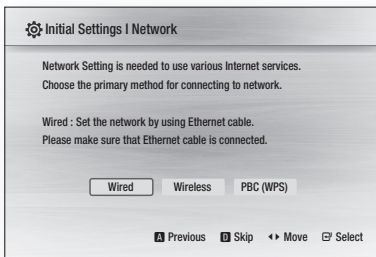 Initial Settings I Network
Network Setting is needed to use various Internet services.
Choose the primary method for connecting to network.
Wired : Set the network by using Ethernet cable.
Please make sure that Ethernet cable is connected.
Wired Wireless PBC (WPS)
A Previous D Skip Move Select